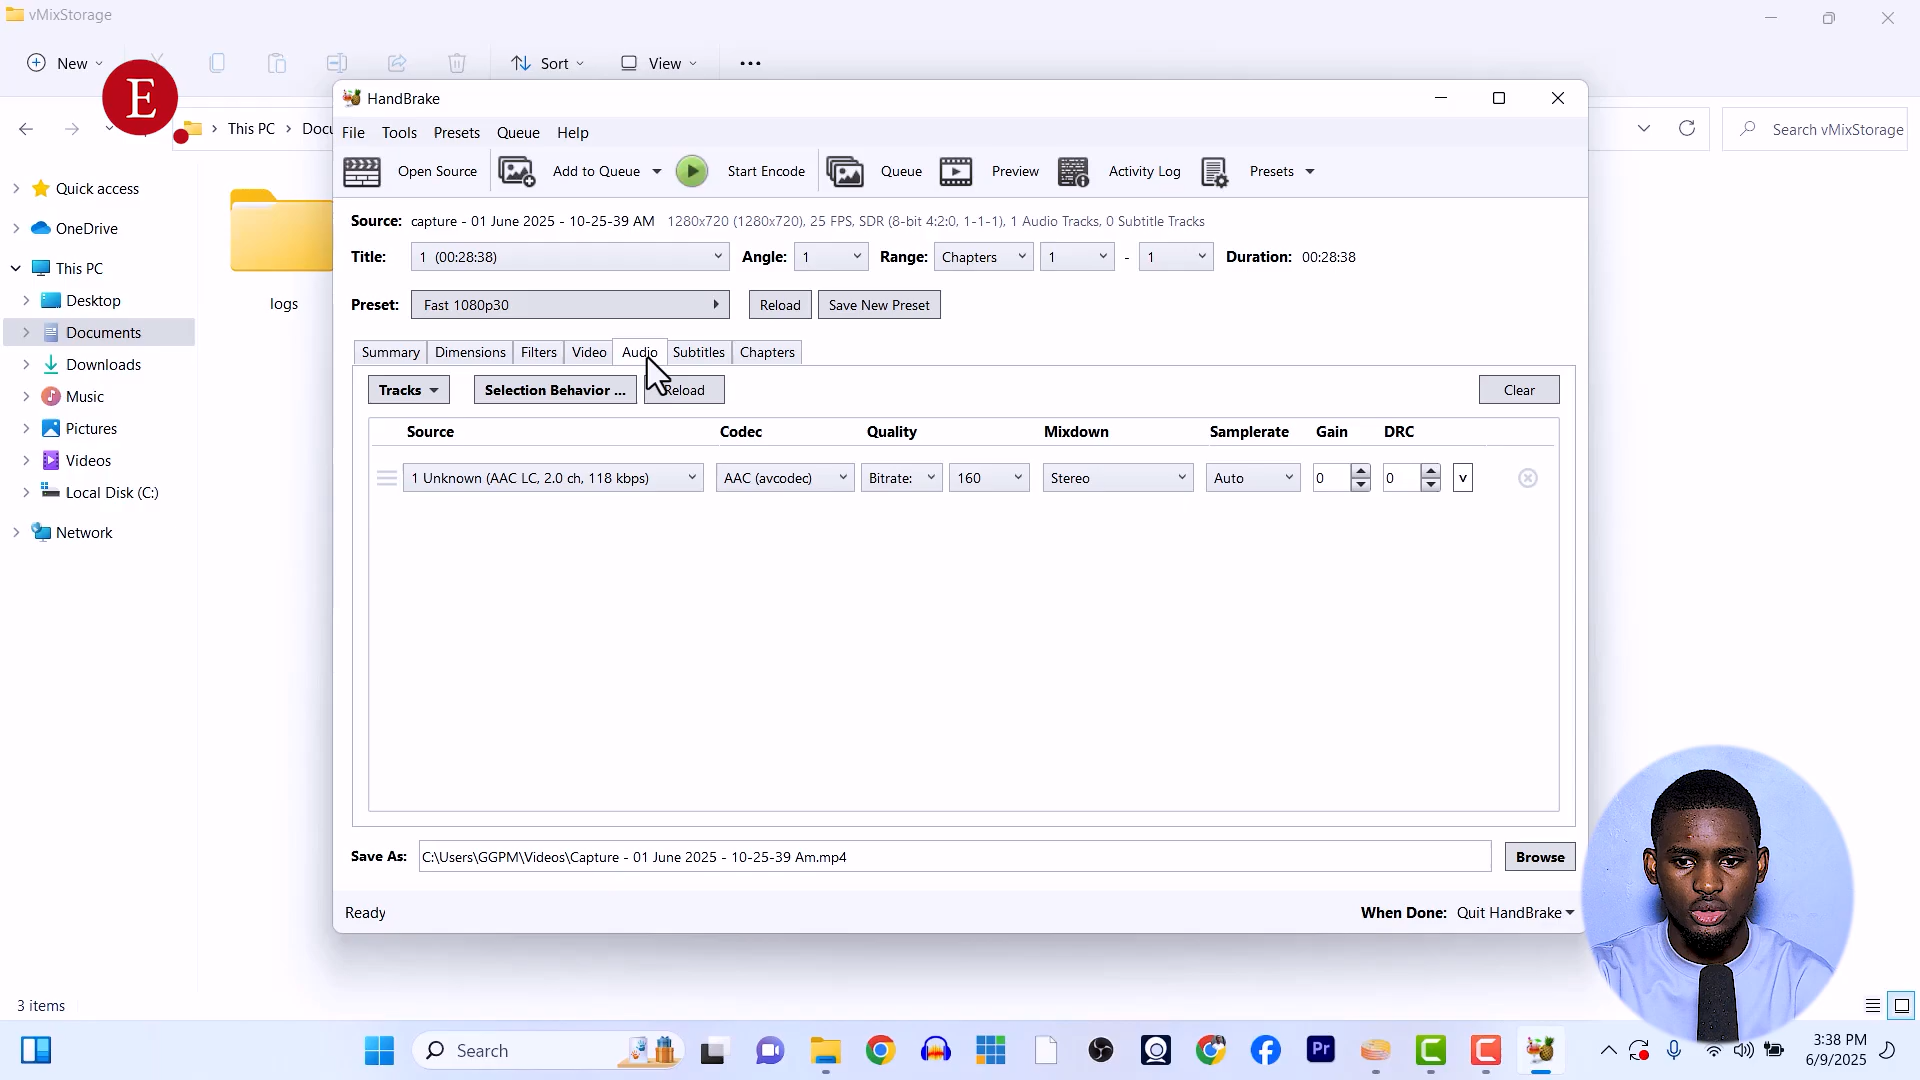 vMixStorage
New
Sort
View
E
This PC
Docu
Search vMixStorage
Quick access
OneDrive
This PC
Desktop
Documents
Downloads
Music
Pictures
Videos
Local Disk (C:)
Network
logs
HandBrake
File Tools Presets Queue Help
Open Source Add to Queue Start Encode Queue Preview Activity Log Presets
Source: capture - 01 June 2025 - 10-25-39 AM 1280x720 (1280x720), 25 FPS, SDR (8-bit 4:2:0, 1-1-1), 1 Audio Tracks, 0 Subtitle Tracks
Title: 1 (00:28:38) Angle: 1 Range: Chapters 1 - 1 Duration: 00:28:38
Preset: Fast 1080p30 Reload Save New Preset
Summary Dimensions Filters Video Audio Subtitles Chapters
Tracks Selection Behavior ... Reload Clear
Source Codec Quality Mixdown Samplerate Gain DRC
1 Unknown (AAC LC, 2.0 ch, 118 kbps) AAC (avcodec) Bitrate: 160 Stereo Auto 0 0 v
Save As: C:\Users\GGPM\Videos\Capture - 01 June 2025 - 10-25-39 Am.mp4 Browse
Ready When Done: Quit HandBrake
3 items
Search
Pr
3:38 PM
6/9/2025